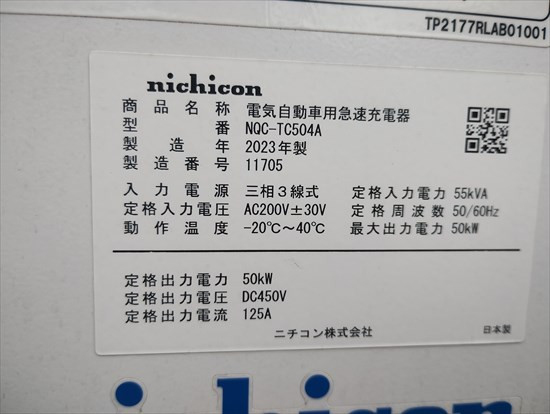 TP2177RLAB01001
nichicon
商品名称 電気自動車用急速充電器
型番 NQC-TC504A
製造年 2023年製
製造番号 11705
入力電源 三相3線式 定格入力電力 55kVA
定格入力電圧 AC200V±30V 定格周波数 50/60Hz
動作温度 -20℃～40℃ 最大出力電力 50kW
定格出力電力 50kW
定格出力電圧 DC450V
定格出力電流 125A
ニチコン株式会社 日本製
nichicon